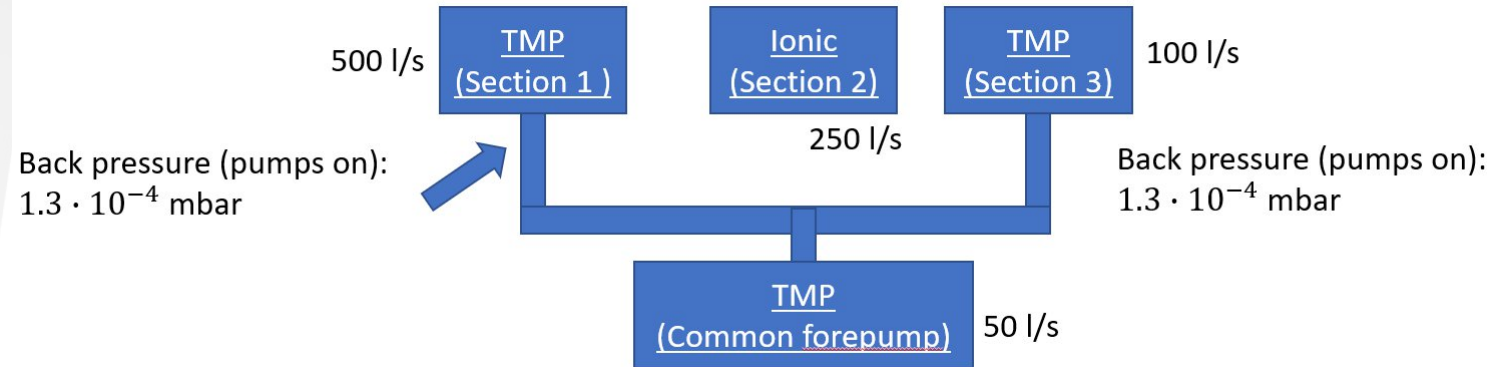 500 l/s
TMP
(Section 1 )
Ionic
(Section 2)
250 l/s
TMP
(Section 3)
100 l/s
Back pressure (pumps on):
1.3 · 10⁻⁴ mbar
Back pressure (pumps on):
1.3 · 10⁻⁴ mbar
TMP
(Common forepump)
50 l/s